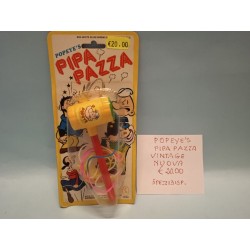 €20.00
POPEYE'S
PIPA
PAZZA
POPEYE'S
PIPA PAZZA
VINTAGE
NUOVA
€ 20.00